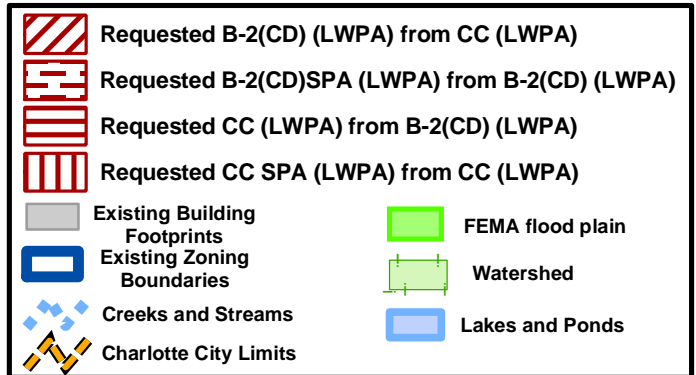 Requested B-2(CD) (LWPA) from CC (LWPA)
Requested B-2(CD)SPA (LWPA) from B-2(CD) (LWPA)
Requested CC (LWPA) from B-2(CD) (LWPA)
Requested CC SPA (LWPA) from CC (LWPA)
Existing Building
Footprints
Existing Zoning
Boundaries
Creeks and Streams
Charlotte City Limits
FEMA flood plain
Watershed
Lakes and Ponds